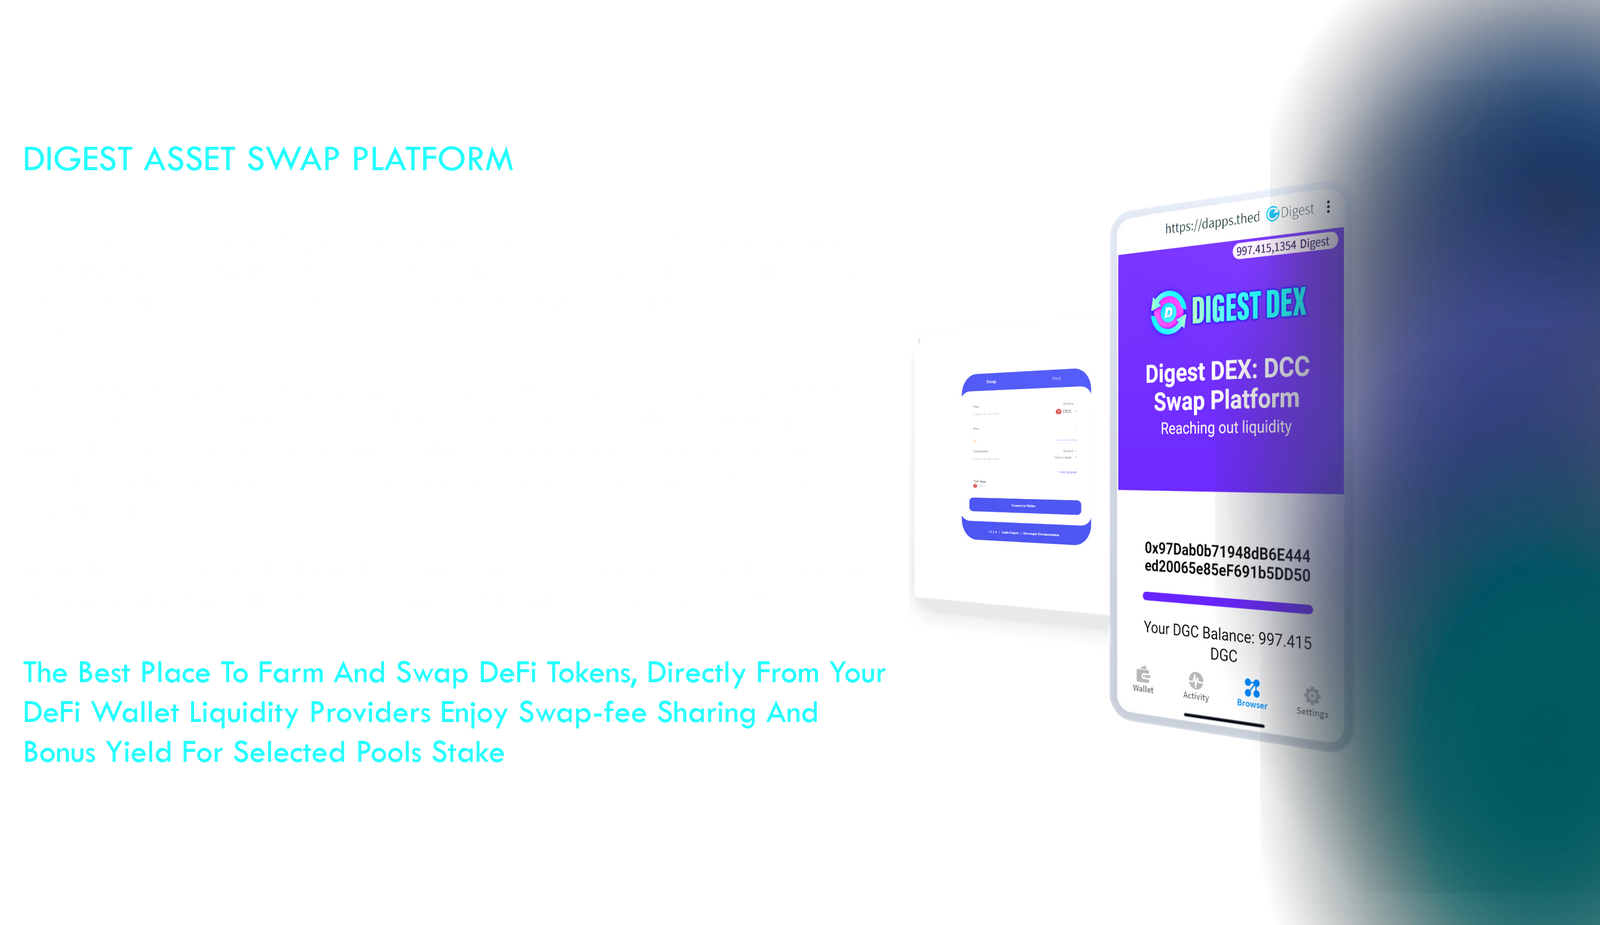 DIGEST ASSET SWAP PLATFORM
The Best Place To Farm And Swap DeFi Tokens, Directly From Your
DeFi Wallet Liquidity Providers Enjoy Swap-fee Sharing And
Bonus Yield For Selected Pools Stake
Swap
Pool
https://dapps.thed
Digest
997.415,1354 Digest
D
DIGEST DEX
Digest DEX: DCC
Swap Platform
Reaching out liquidity
0x97Dab0b71948dB6E444
ed20065e85eF691b5DD50
Your DGC Balance: 997.415
DGC
Wallet
Activity
Browser
Settings